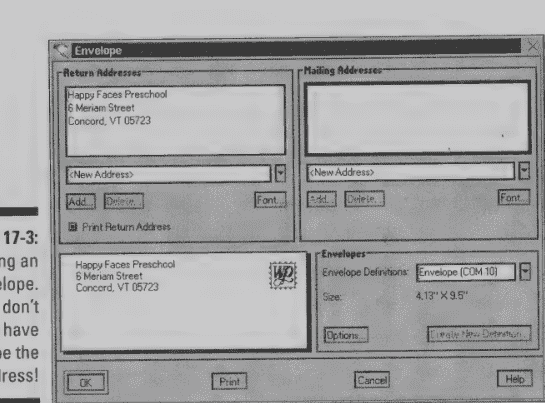 Envelope
Return Addresses
Happy Faces Preschool
6 Meriam Street
Concord, VT 05723
<New Address>
Add... Delete... Font...
Print Return Address
Mailing Addresses
<New Address>
Add... Delete... Font...
Happy Faces Preschool
6 Meriam Street
Concord, VT 05723
WP
Envelopes
Envelope Definitions: Envelope (COM 10)
Size: 4.13" X 9.5"
Options... Create New Definition...
OK Print Cancel Help
17-3:
ng an
elope.
don't
have
be the
dress!